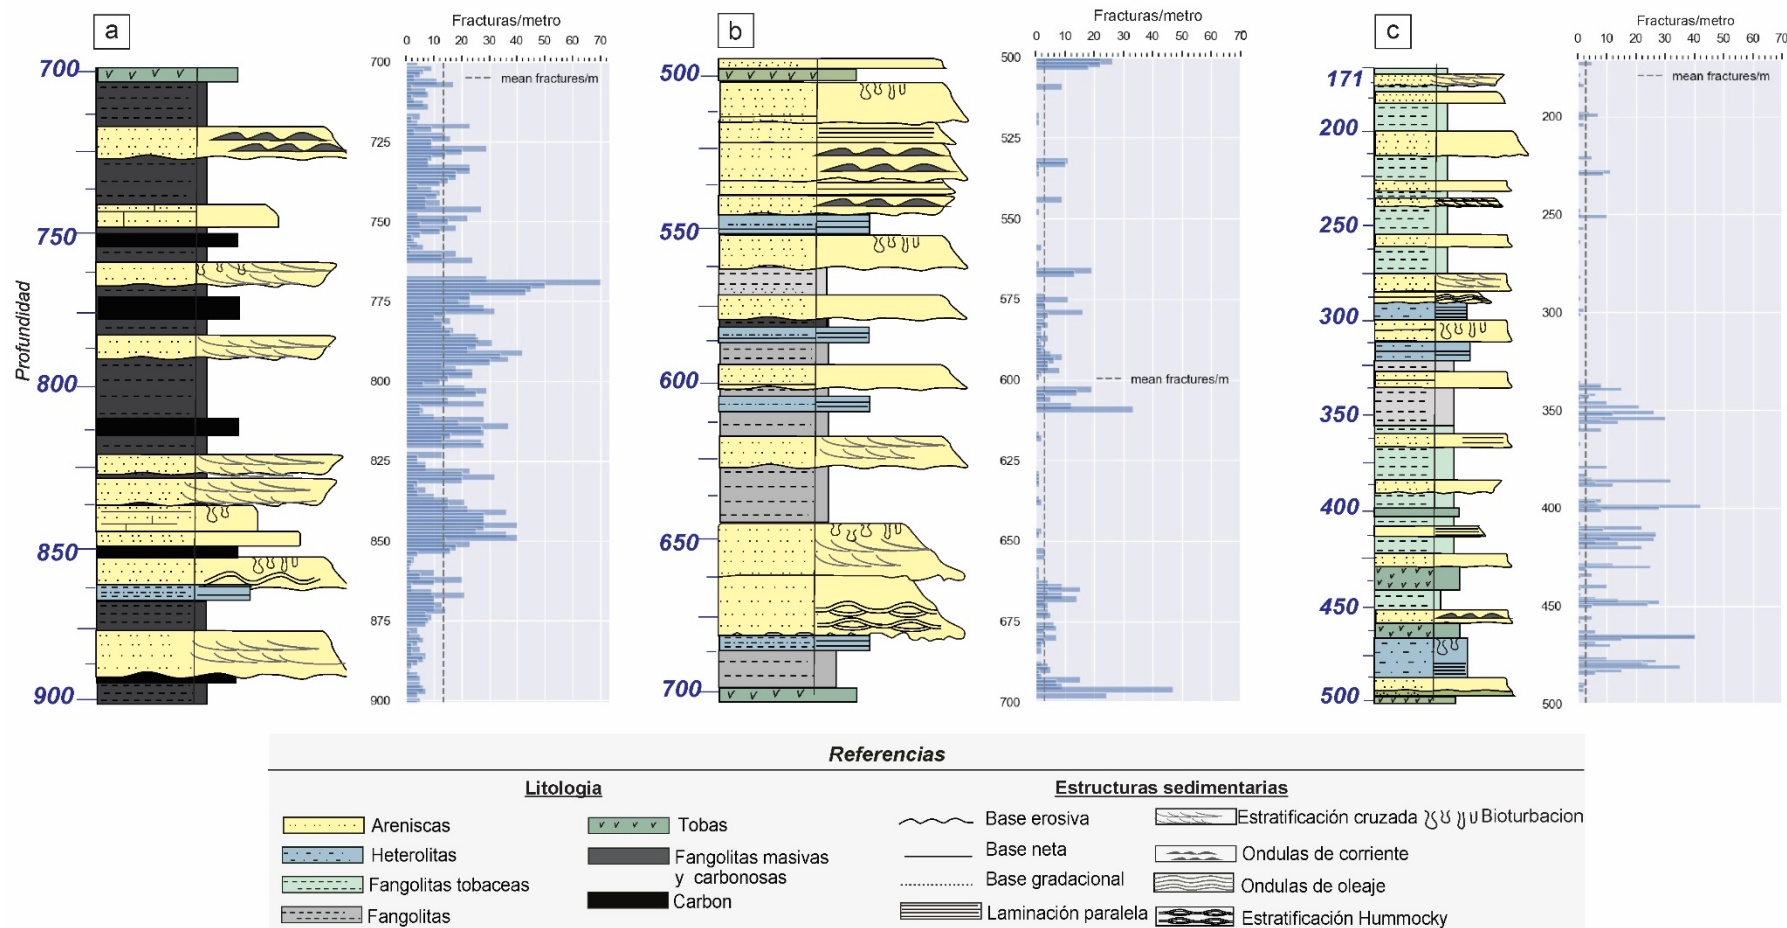 a
Fracturas/metro
0 10 20 30 40 50 60 70
mean fractures/m
Profundidad
700
750
800
850
900
700
725
750
775
800
825
850
875
900
b
Fracturas/metro
0 10 20 30 40 50 60 70
mean fractures/m
500
550
600
650
700
500
525
550
575
600
625
650
675
700
c
Fracturas/metro
0 10 20 30 40 50 60 70
mean fractures/m
171
200
250
300
350
400
450
500
200
250
300
350
400
450
500
Referencias
Litologia
Areniscas
Heterolitas
Fangolitas tobaceas
Fangolitas
Tobas
Fangolitas masivas
y carbonosas
Carbon
Estructuras sedimentarias
Base erosiva
Base neta
Base gradacional
Laminación paralela
Estratificación cruzada
Bioturbacion
Ondulas de corriente
Ondulas de oleaje
Estratificación Hummocky